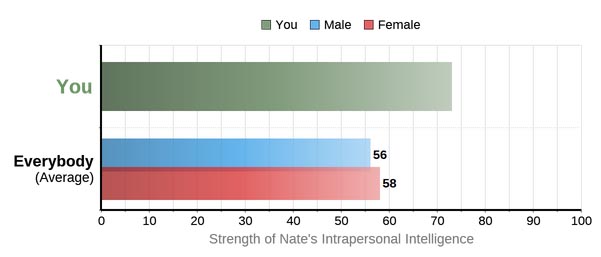 You Male Female
You
Everybody
(Average)
56
58
0 10 20 30 40 50 60 70 80 90 100
Strength of Nate's Intrapersonal Intelligence